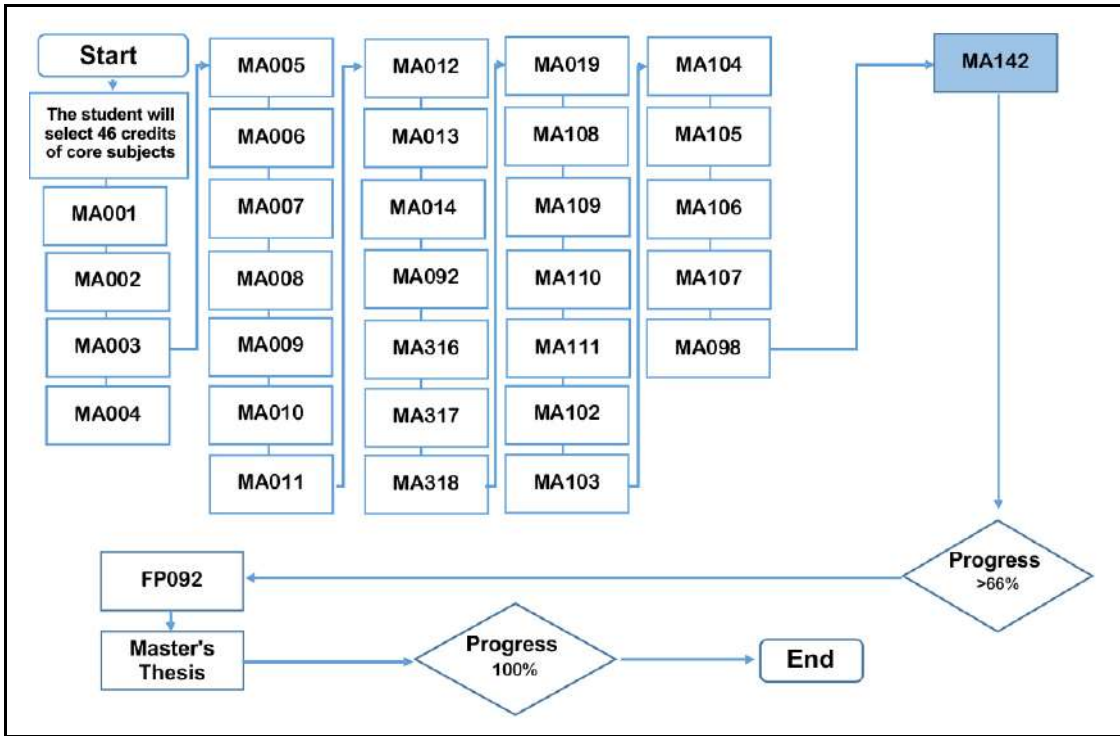 Start
The student will
select 46 credits
of core subjects
MA001
MA002
MA003
MA004
MA005
MA006
MA007
MA008
MA009
MA010
MA011
MA012
MA013
MA014
MA092
MA316
MA317
MA318
MA019
MA108
MA109
MA110
MA111
MA102
MA103
MA104
MA105
MA106
MA107
MA098
MA142
Progress
>66%
FP092
Master's
Thesis
Progress
100%
End